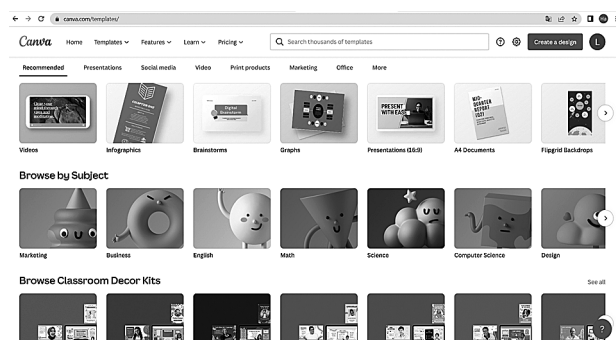 canva.com/templates/
Canva Home Templates Features Learn Pricing Search thousands of templates Create a design L
Recommended Presentations Social media Video Print products Marketing Office More
Digital
Brainstorm
PRESENT
WITH EASE
MID-
QUARTER
REPORT
Videos Infographics Brainstorms Graphs Presentations (16:9) A4 Documents Flipgrid Backdrops
Browse by Subject
Marketing Business English Math Science Computer Science Design
Browse Classroom Decor Kits See all
?